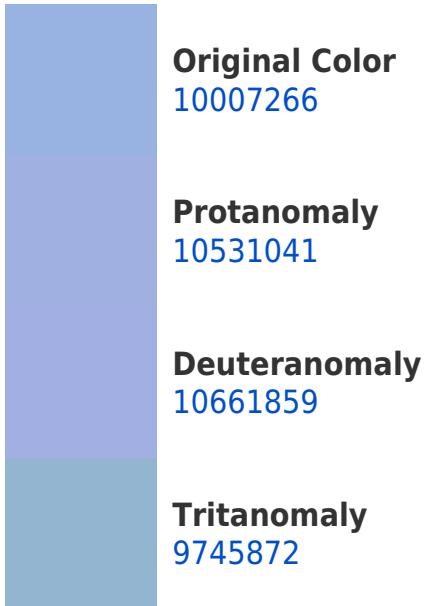 Original Color
10007266
Protanomaly
10531041
Deuteranomaly
10661859
Tritanomaly
9745872